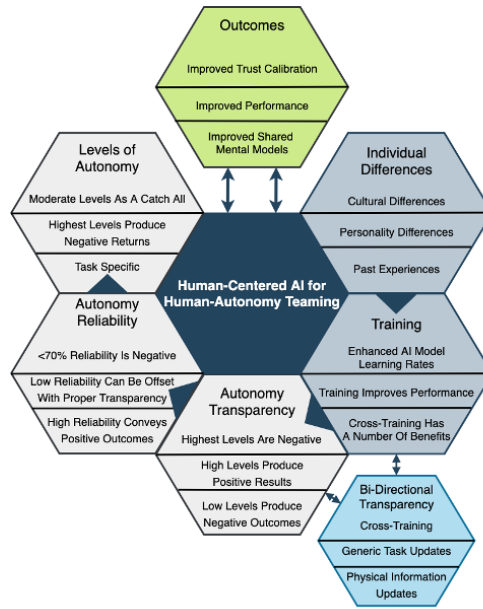 Outcomes
Improved Trust Calibration
Improved Performance
Improved Shared
Mental Models
Levels of
Autonomy
Moderate Levels As A Catch All
Highest Levels Produce
Negative Returns
Task Specific
Individual
Differences
Cultural Differences
Personality Differences
Past Experiences
Human-Centered AI for
Human-Autonomy Teaming
Autonomy
Reliability
<70% Reliability Is Negative
Low Reliability Can Be Offset
With Proper Transparency
High Reliability Conveys
Positive Outcomes
Training
Enhanced AI Model
Learning Rates
Training Improves Performance
Cross-Training Has
A Number Of Benefits
Autonomy
Transparency
Highest Levels Are Negative
High Levels Produce
Positive Results
Low Levels Produce
Negative Outcomes
Bi-Directional
Transparency
Cross-Training
Generic Task Updates
Physical Information
Updates